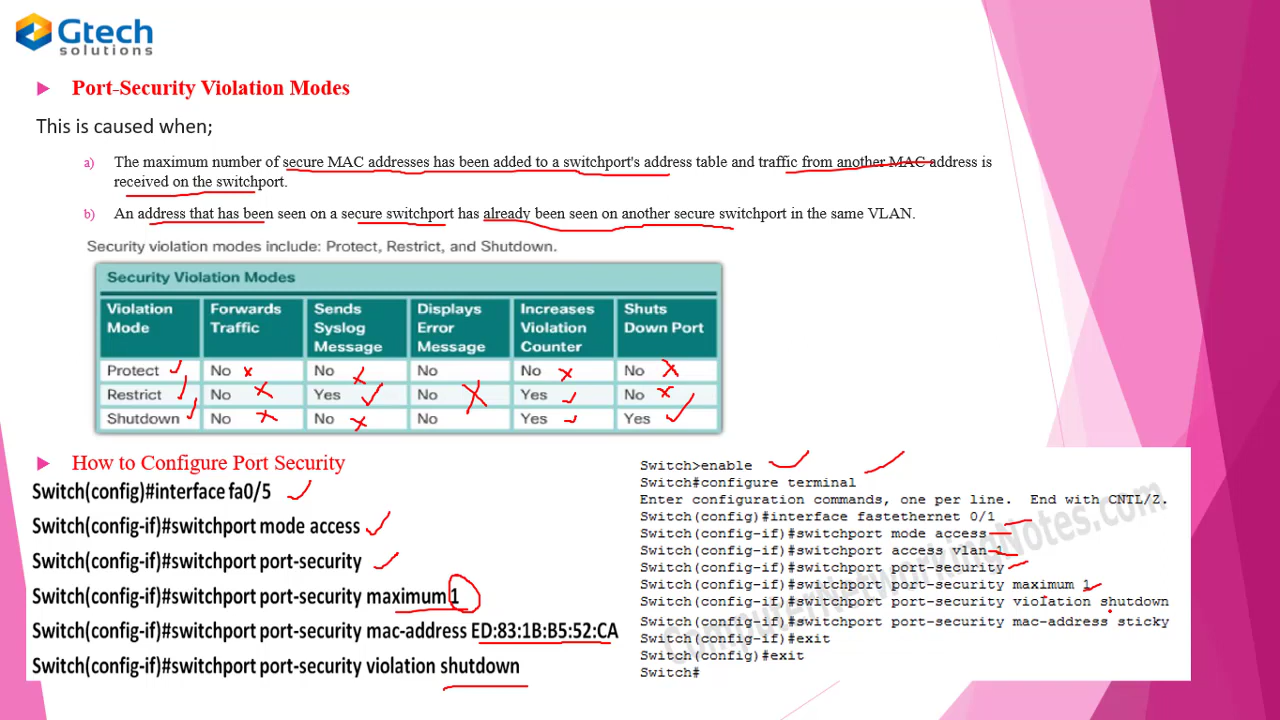 Gtech
solutions
Port-Security Violation Modes
This is caused when;
a) The maximum number of secure MAC addresses has been added to a switchport's address table and traffic from another MAC address is
received on the switchport.
b) An address that has been seen on a secure switchport has already been seen on another secure switchport in the same VLAN.
Security violation modes include: Protect, Restrict, and Shutdown.
Security Violation Modes
Violation Mode Forwards Traffic Sends Syslog Message Displays Error Message Increases Violation Counter Shuts Down Port
Protect No No No No No
Restrict No Yes No Yes No
Shutdown No No No Yes Yes
How to Configure Port Security
Switch(config)#interface fa0/5
Switch(config-if)#switchport mode access
Switch(config-if)#switchport port-security
Switch(config-if)#switchport port-security maximum 1
Switch(config-if)#switchport port-security mac-address ED:83:1B:B5:52:CA
Switch(config-if)#switchport port-security violation shutdown
Switch>enable
Switch#configure terminal
Enter configuration commands, one per line. End with CNTL/Z.
Switch(config)#interface fastethernet 0/1
Switch(config-if)#switchport mode access
Switch(config-if)#switchport access vlan 1
Switch(config-if)#switchport port-security
Switch(config-if)#switchport port-security maximum 1
Switch(config-if)#switchport port-security violation shutdown
Switch(config-if)#switchport port-security mac-address sticky
Switch(config-if)#exit
Switch(config)#exit
Switch#
ComputerNetworkingNotes.com